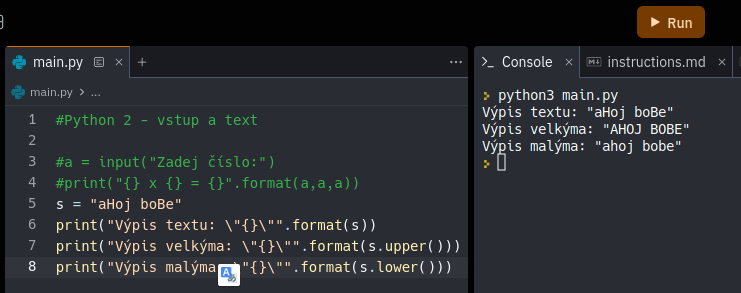 Run
main.py
Console
instructions.md
main.py > ...
1 #Python 2 - vstup a text
2
3 #a = input("Zadej číslo:")
4 #print("{} x {} = {}".format(a,a,a))
5 s = "aHoj boBe"
6 print("Výpis textu: \"{}\"".format(s))
7 print("Výpis velkýma: \"{}\"".format(s.upper()))
8 print("Výpis malýma \"{}\"".format(s.lower()))
python3 main.py
Výpis textu: "aHoj boBe"
Výpis velkýma: "AHOJ BOBE"
Výpis malýma: "ahoj bobe"